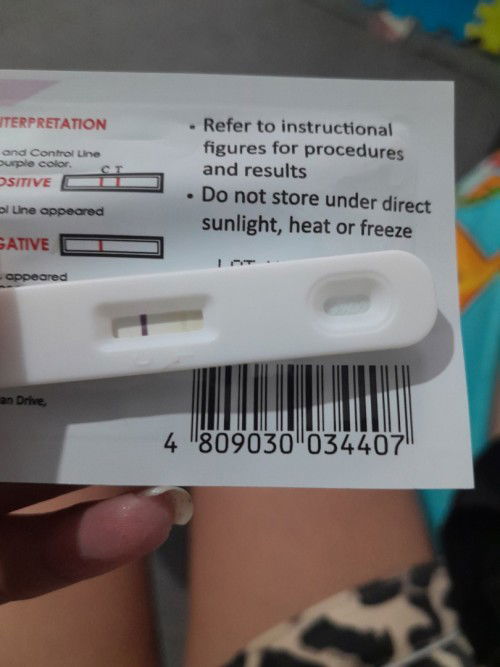 NTERPRETATION
and Control Line
purple color.
C T
OSITIVE
ol Line appeared
GATIVE
appeared
an Drive,
• Refer to instructional
figures for procedures
and results
• Do not store under direct
sunlight, heat or freeze
4 809030 034407